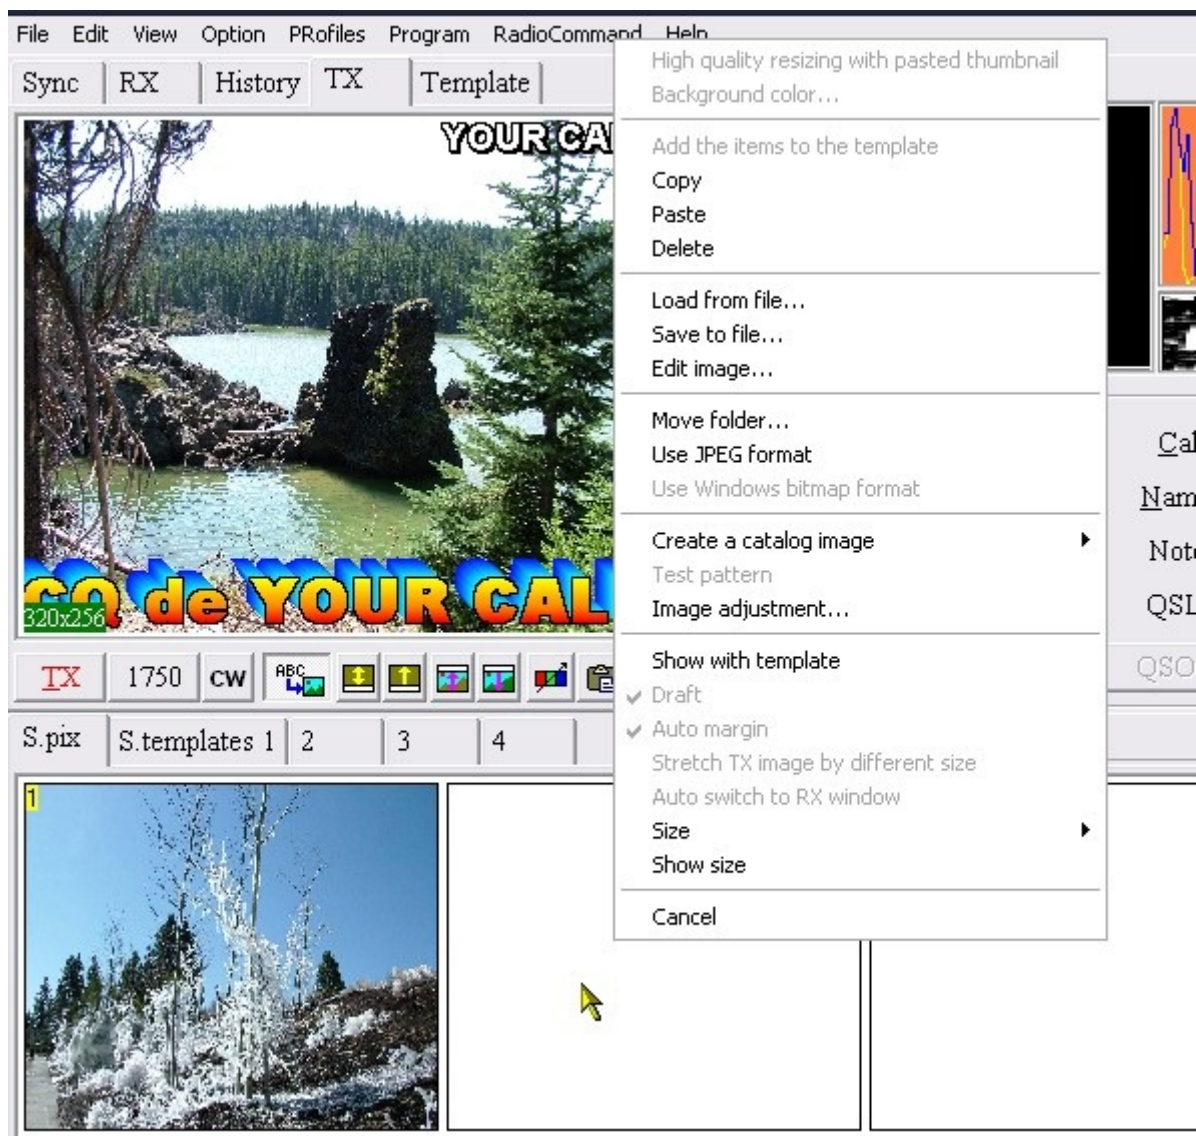 File Edit View Option PRofiles Program RadioCommand Help
Sync RX History TX Template
YOUR CA
CQ de YOUR CAL
320x256
TX 1750 CW ABC
S.pix S.templates 1 2 3 4
1
High quality resizing with pasted thumbnail
Background color...
Add the items to the template
Copy
Paste
Delete
Load from file...
Save to file...
Edit image...
Move folder...
Use JPEG format
Use Windows bitmap format
Create a catalog image
Test pattern
Image adjustment...
Show with template
Draft
Auto margin
Stretch TX image by different size
Auto switch to RX window
Size
Show size
Cancel
Cal
Nam
Not
QSL
QSO